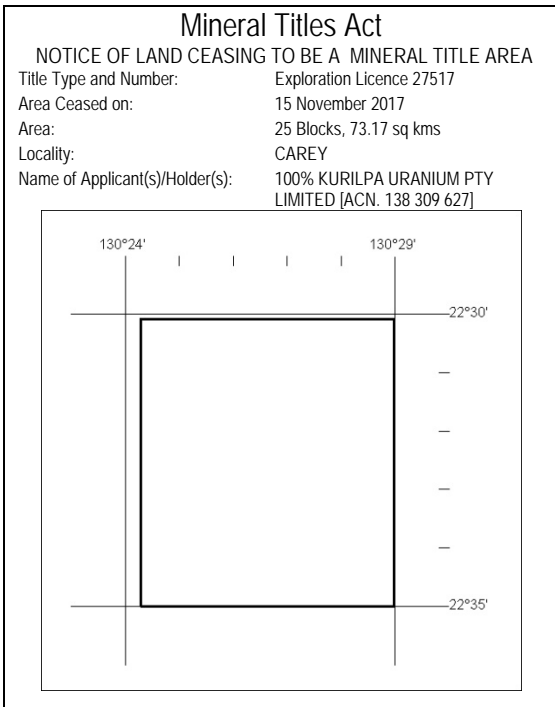 Mineral Titles Act
NOTICE OF LAND CEASING TO BE A MINERAL TITLE AREA
Title Type and Number: Exploration Licence 27517
Area Ceased on: 15 November 2017
Area: 25 Blocks, 73.17 sq kms
Locality: CAREY
Name of Applicant(s)/Holder(s): 100% KURILPA URANIUM PTY
LIMITED [ACN. 138 309 627]
130°24' 130°29'
22°30'
22°35'